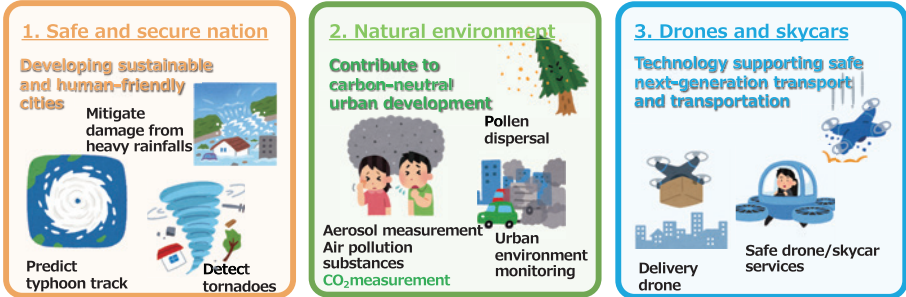 1. Safe and secure nation
Developing sustainable
and human-friendly
cities
Mitigate
damage from
heavy rainfalls
Predict
typhoon track
Detect
tornadoes
2. Natural environment
Contribute to
carbon-neutral
urban development
Pollen
dispersal
Aerosol measurement
Air pollution
substances
CO₂measurement
Urban
environment
monitoring
3. Drones and skycars
Technology supporting safe
next-generation transport
and transportation
Delivery
drone
Safe drone/skycar
services